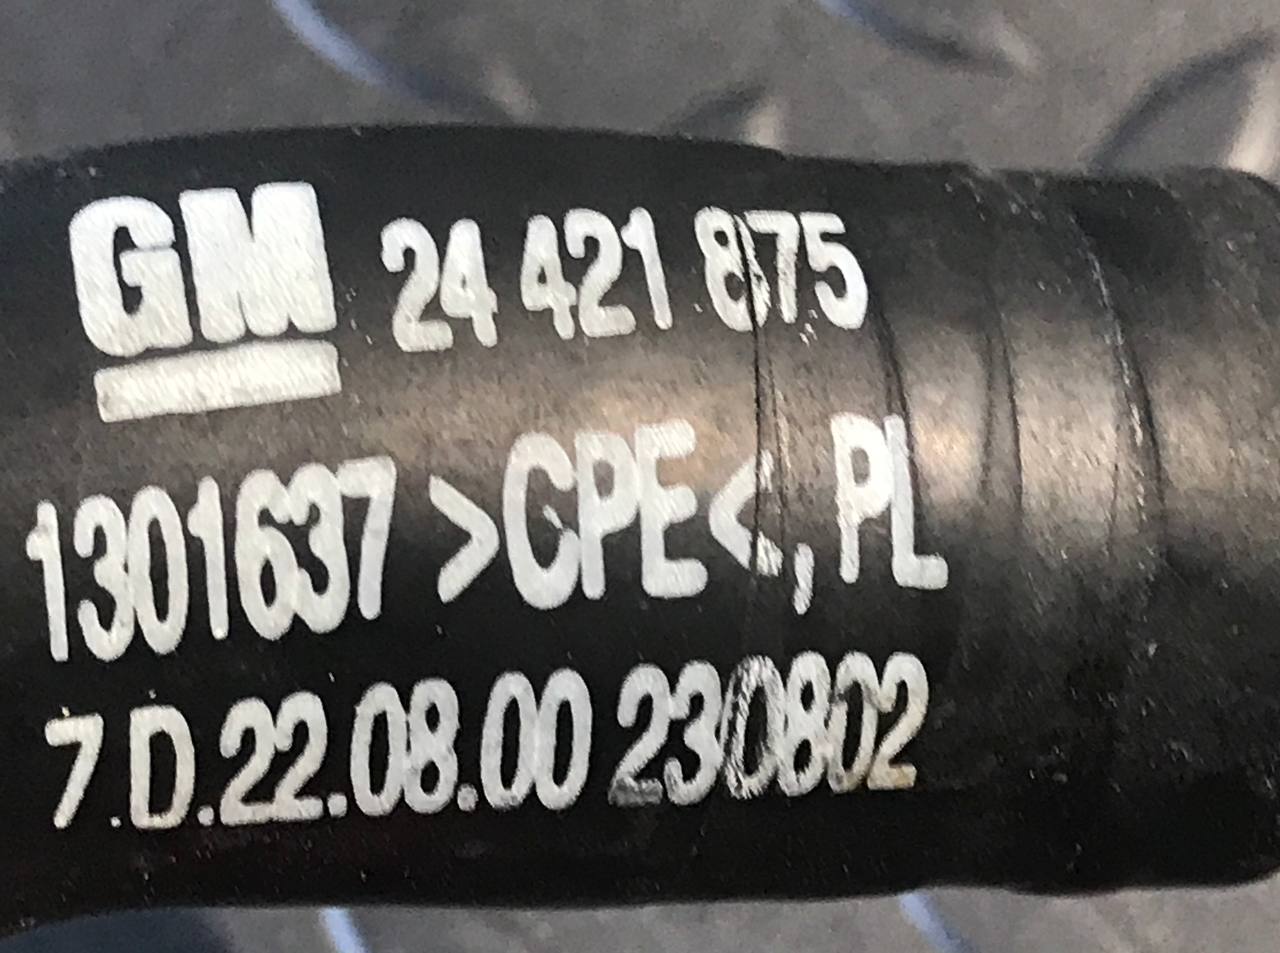 GM 24 421 875
1301637 >CPE<, PL
7.D.22.08.00 230802